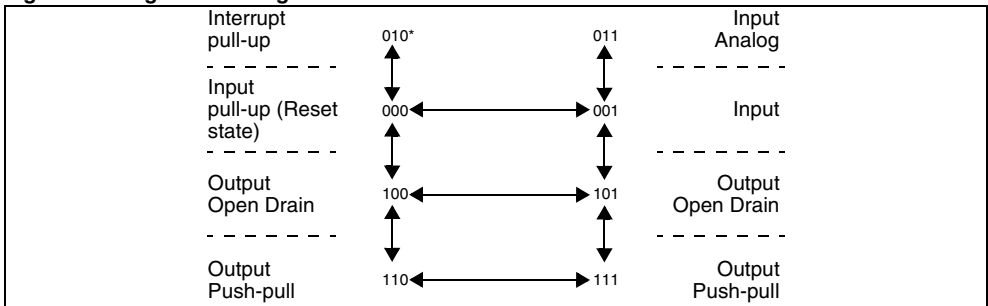 Interrupt
pull-up
010*
011
Input
Analog
Input
pull-up (Reset
state)
000
001
Input
Output
Open Drain
100
101
Output
Open Drain
Output
Push-pull
110
111
Output
Push-pull